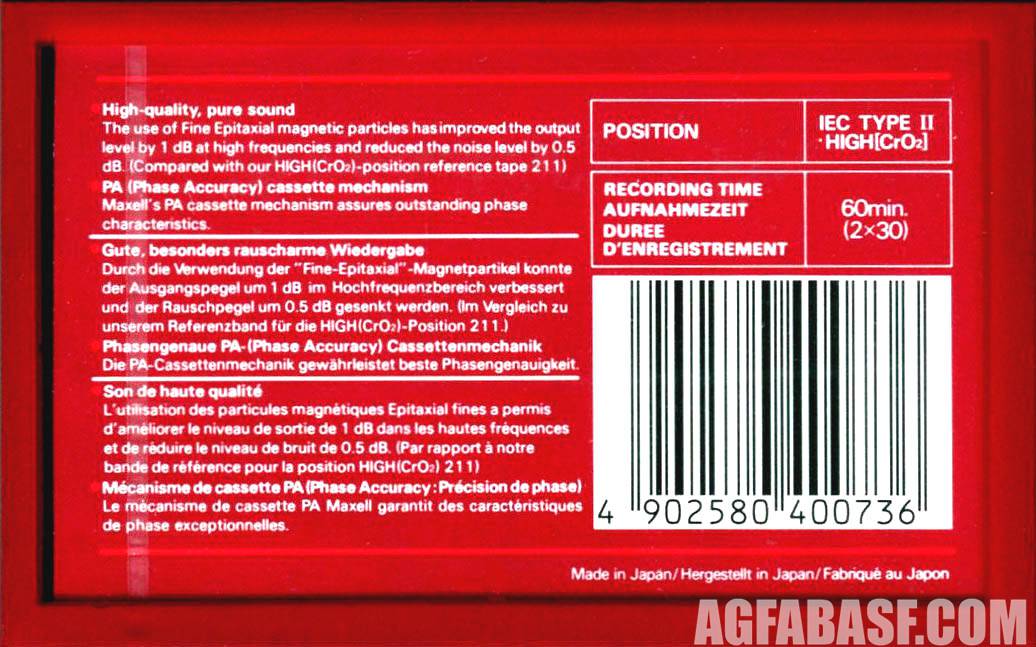 High-quality, pure sound
The use of Fine Epitaxial magnetic particles has improved the output
level by 1 dB at high frequencies and reduced the noise level by 0.5
dB. (Compared with our HIGH(CrO₂)-position reference tape 211)
PA (Phase Accuracy) cassette mechanism
Maxell's PA cassette mechanism assures outstanding phase
characteristics.
Gute, besonders rauscharme Wiedergabe
Durch die Verwendung der "Fine-Epitaxial"-Magnetpartikel konnte
der Ausgangspegel um 1 dB im Hochfrequenzbereich verbessert
und der Rauschpegel um 0.5 dB gesenkt werden. (Im Vergleich zu
unserem Referenzband für die HIGH(CrO₂)-Position 211.)
Phasengenaue PA-(Phase Accuracy) Cassettenmechanik
Die PA-Cassettenmechanik gewährleistet beste Phasengenauigkeit.
Son de haute qualité
L'utilisation des particules magnétiques Epitaxial fines a permis
d'améliorer le niveau de sortie de 1 dB dans les hautes fréquences
et de réduire le niveau de bruit de 0.5 dB. (Par rapport à notre
bande de référence pour la position HIGH(CrO₂) 211)
Mécanisme de cassette PA (Phase Accuracy: Précision de phase)
Le mécanisme de cassette PA Maxell garantit des caractéristiques
de phase exceptionnelles.
POSITION
IEC TYPE II
HIGH[CrO₂]
RECORDING TIME
AUFNAHMEZEIT
DUREE
D'ENREGISTREMENT
60min.
(2×30)
4 902580 400736
Made in Japan/Hergestellt in Japan/Fabriqué au Japon
AGFABASF.COM